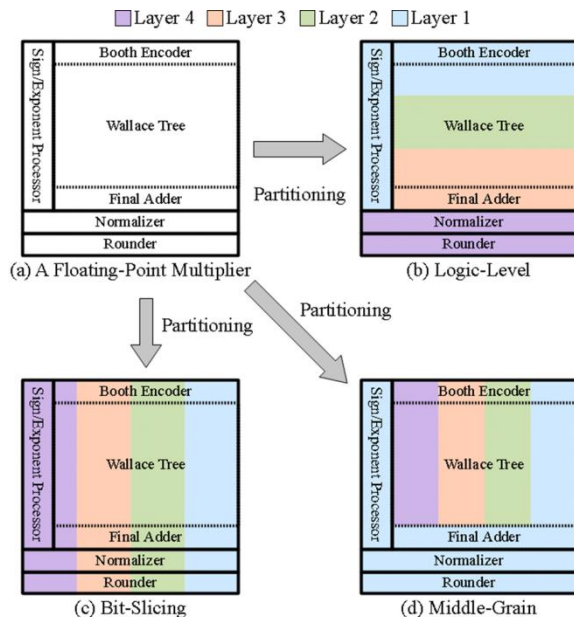 Layer 4 Layer 3 Layer 2 Layer 1
Sign/Exponent Processor
Booth Encoder
Wallace Tree
Final Adder
Normalizer
Rounder
(a) A Floating-Point Multiplier
Partitioning
Sign/Exponent Processor
Booth Encoder
Wallace Tree
Final Adder
Normalizer
Rounder
(b) Logic-Level
Partitioning
Partitioning
Sign/Exponent Processor
Booth Encoder
Wallace Tree
Final Adder
Normalizer
Rounder
(c) Bit-Slicing
Sign/Exponent Processor
Booth Encoder
Wallace Tree
Final Adder
Normalizer
Rounder
(d) Middle-Grain